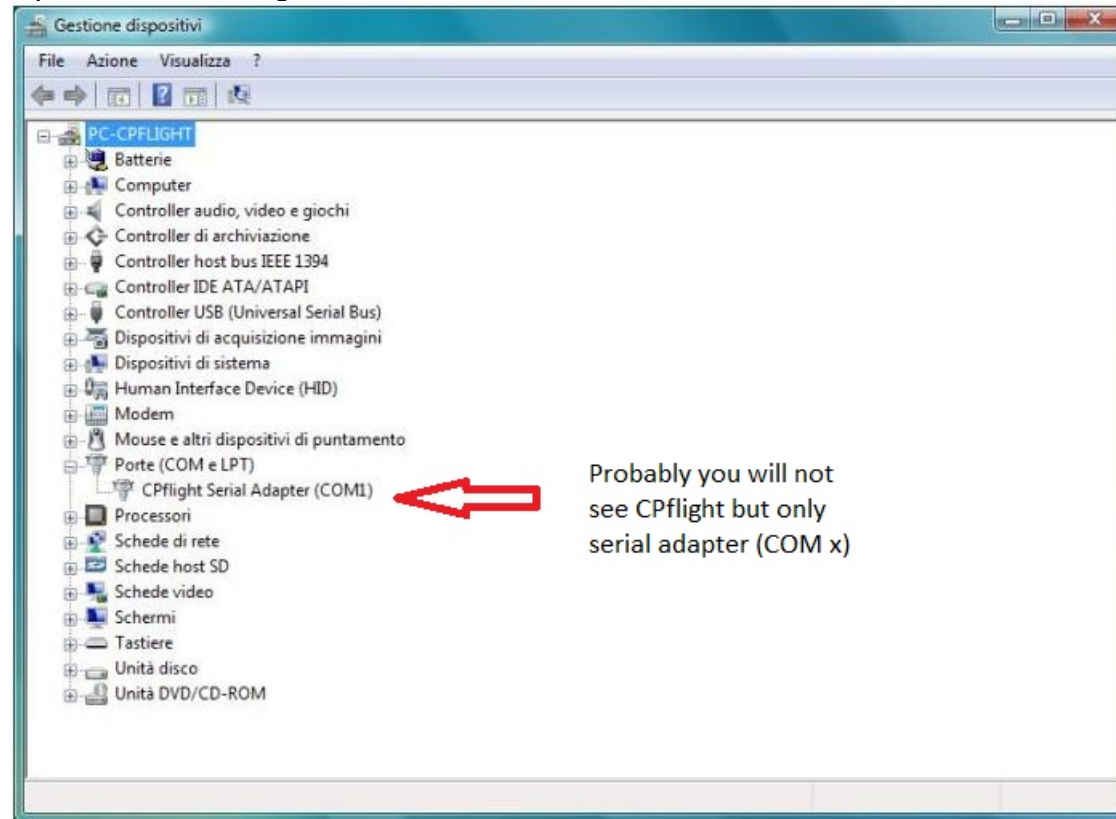 Gestione dispositivi
File Azione Visualizza ?
PC-CPFLIGHT
Batterie
Computer
Controller audio, video e giochi
Controller di archiviazione
Controller host bus IEEE 1394
Controller IDE ATA/ATAPI
Controller USB (Universal Serial Bus)
Dispositivi di acquisizione immagini
Dispositivi di sistema
Human Interface Device (HID)
Modem
Mouse e altri dispositivi di puntamento
Porte (COM e LPT)
CPflight Serial Adapter (COM1)
Processori
Schede di rete
Schede host SD
Schede video
Schermi
Tastiere
Unità disco
Unità DVD/CD-ROM
Probably you will not
see CPflight but only
serial adapter (COM x)